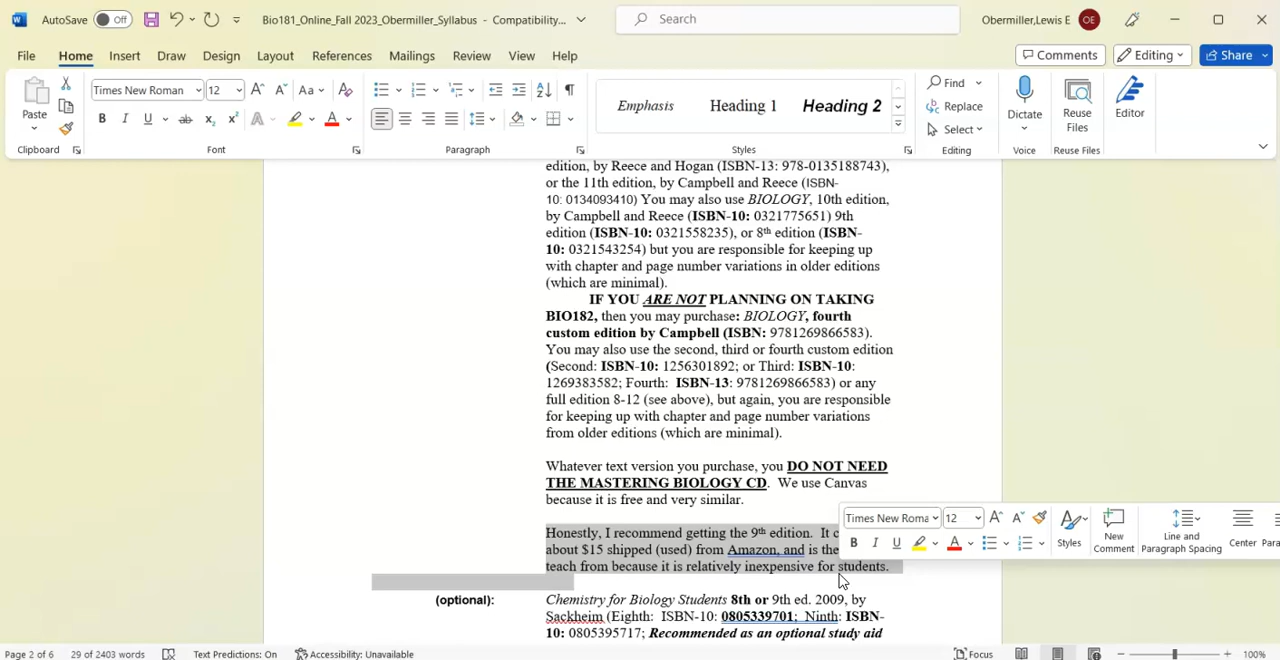 AutoSave Off Bio181_Online_Fall 2023_Obermiller_Syllabus - Compatibility... Search Obermiller,Lewis E OE
File Home Insert Draw Design Layout References Mailings Review View Help Comments Editing Share
Paste Times New Roman 12 Aa Emphasis Heading 1 Heading 2 Find Replace Select Dictate Reuse Files Editor
Clipboard Font Paragraph Styles Editing Voice Reuse Files
edition, by Reece and Hogan (ISBN-13: 978-0135188743),
or the 11th edition, by Campbell and Reece (ISBN-
10: 0134093410) You may also use BIOLOGY, 10th edition,
by Campbell and Reece (ISBN-10: 0321775651) 9th
edition (ISBN-10: 0321558235), or 8th edition (ISBN-
10: 0321543254) but you are responsible for keeping up
with chapter and page number variations in older editions
(which are minimal).
IF YOU ARE NOT PLANNING ON TAKING
BIO182, then you may purchase: BIOLOGY, fourth
custom edition by Campbell (ISBN: 9781269866583).
You may also use the second, third or fourth custom edition
(Second: ISBN-10: 1256301892; or Third: ISBN-10:
1269383582; Fourth: ISBN-13: 9781269866583) or any
full edition 8-12 (see above), but again, you are responsible
for keeping up with chapter and page number variations
from older editions (which are minimal).
Whatever text version you purchase, you DO NOT NEED
THE MASTERING BIOLOGY CD. We use Canvas
because it is free and very similar.
Honestly, I recommend getting the 9th edition. It
about $15 shipped (used) from Amazon, and is the
teach from because it is relatively inexpensive for students.
Times New Roma 12 Styles New Comment Line and Paragraph Spacing Center
(optional): Chemistry for Biology Students 8th or 9th ed. 2009, by
Sackheim (Eighth: ISBN-10: 0805339701; Ninth: ISBN-
10: 0805395717; Recommended as an optional study aid
Page 2 of 6 29 of 2403 words Text Predictions: On Accessibility: Unavailable Focus 100%